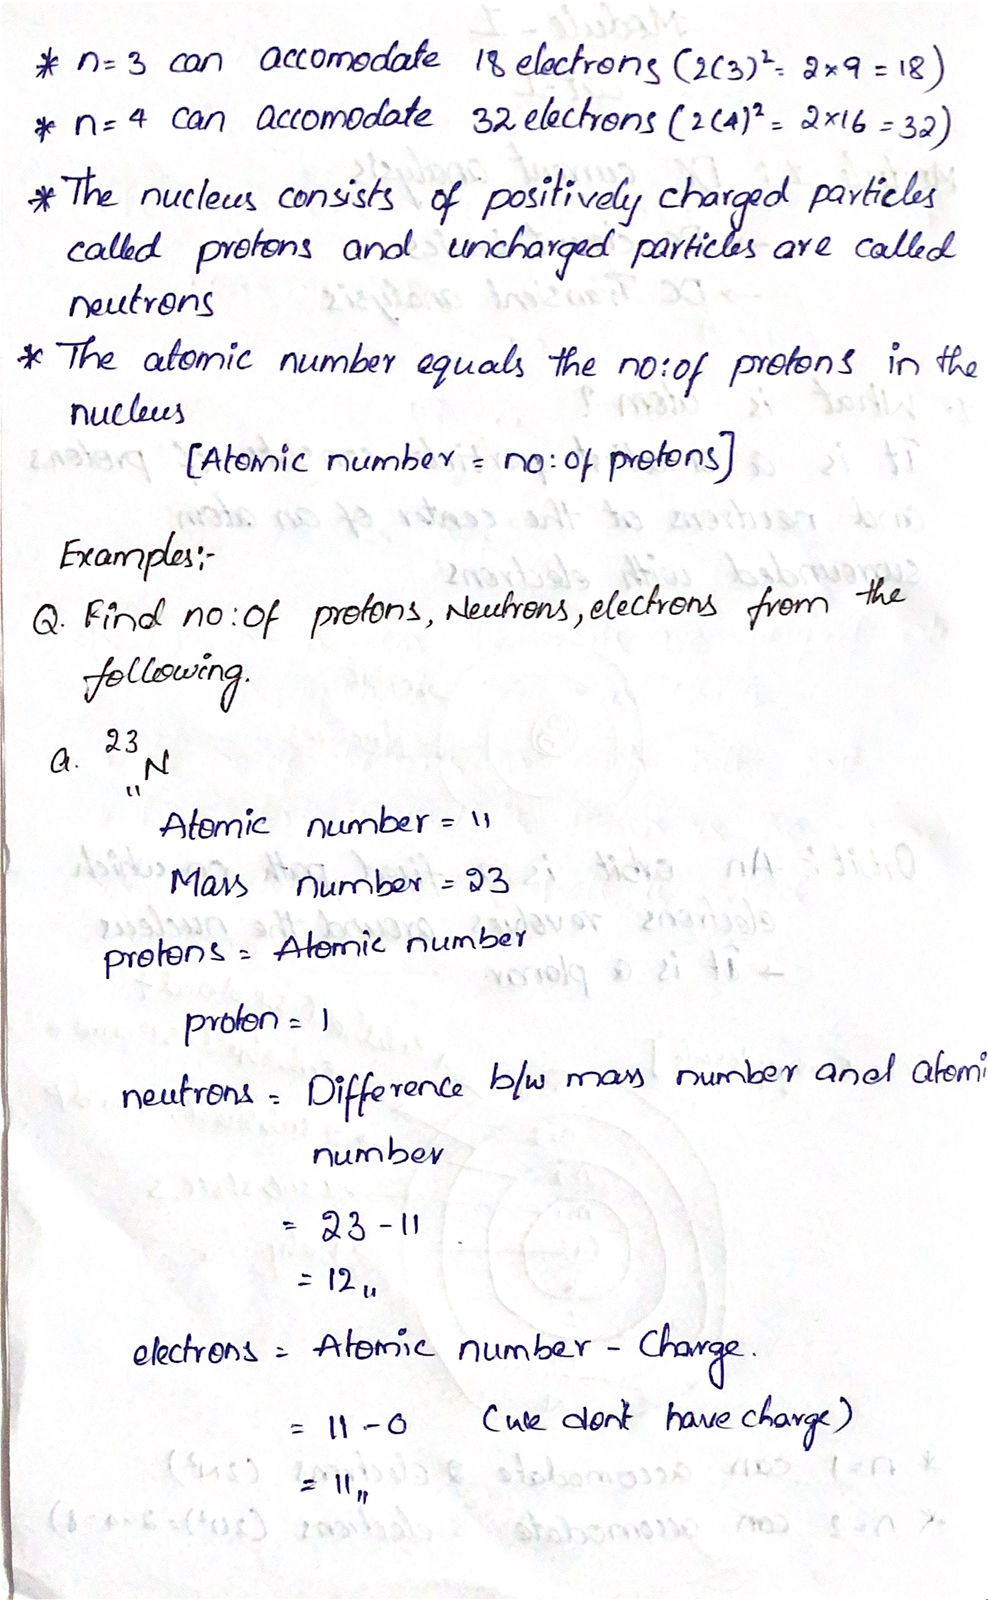 * n=3 can accomodate 18 electrons (2(3)²= 2×9=18)
* n=4 can accomodate 32 electrons (2(4)²= 2×16=32)
* The nucleus consists of positively charged particles
called protons and uncharged particles are called
neutrons
* The atomic number equals the no:of protons in the
nucleus
[Atomic number = no:of protons]
Examples:-
Q. Find no:of protons, Neutrons, electrons from the
following.
a. ²³₁₁N
Atomic number = 11
Mass number = 23
protons = Atomic number
proton = 1
neutrons = Difference b/w mass number and atomi
number
= 23 - 11
= 12,,
electrons = Atomic number - Charge.
= 11 - 0 (we dont have charge)
= 11,,